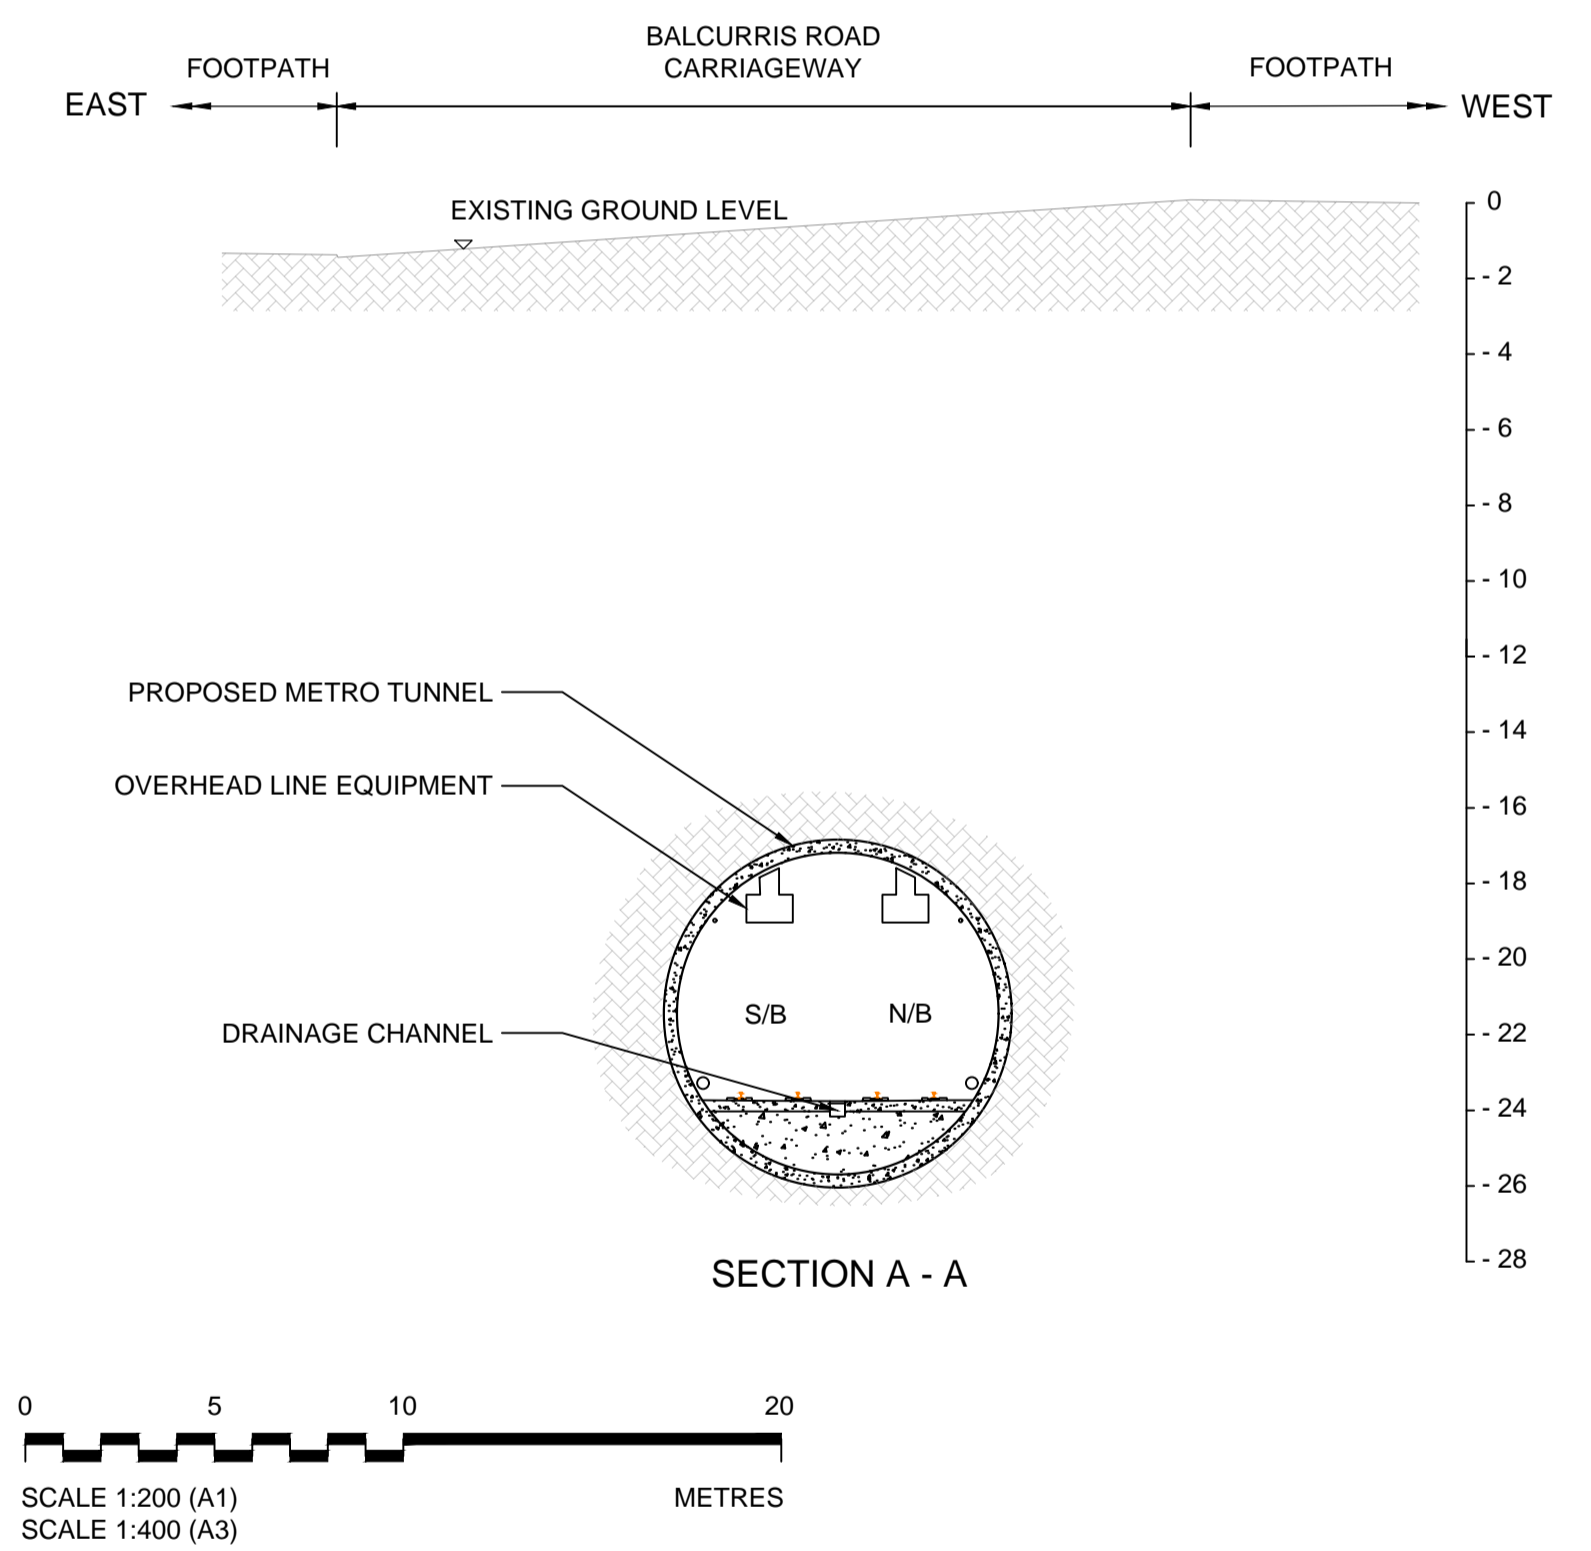 BALCURRIS ROAD
CARRIAGEWAY
FOOTPATH
FOOTPATH
EAST
WEST
EXISTING GROUND LEVEL
0
- 2
- 4
- 6
- 8
- 10
- 12
- 14
- 16
- 18
- 20
- 22
- 24
- 26
- 28
PROPOSED METRO TUNNEL
OVERHEAD LINE EQUIPMENT
S/B
N/B
DRAINAGE CHANNEL
SECTION A - A
0 5 10 20
SCALE 1:200 (A1)
METRES
SCALE 1:400 (A3)